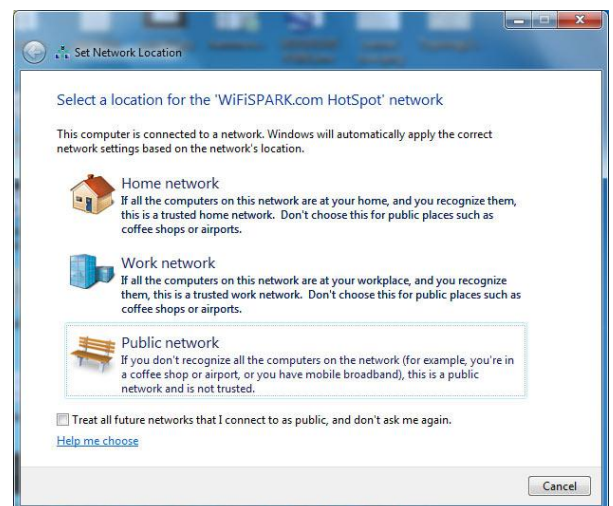 Set Network Location
Select a location for the 'WiFiSPARK.com HotSpot' network
This computer is connected to a network. Windows will automatically apply the correct
network settings based on the network's location.
Home network
If all the computers on this network are at your home, and you recognize them,
this is a trusted home network.  Don't choose this for public places such as
coffee shops or airports.
Work network
If all the computers on this network are at your workplace, and you recognize
them, this is a trusted work network.  Don't choose this for public places such as
coffee shops or airports.
Public network
If you don't recognize all the computers on the network (for example, you're in
a coffee shop or airport, or you have mobile broadband), this is a public
network and is not trusted.
Treat all future networks that I connect to as public, and don't ask me again.
Help me choose
Cancel